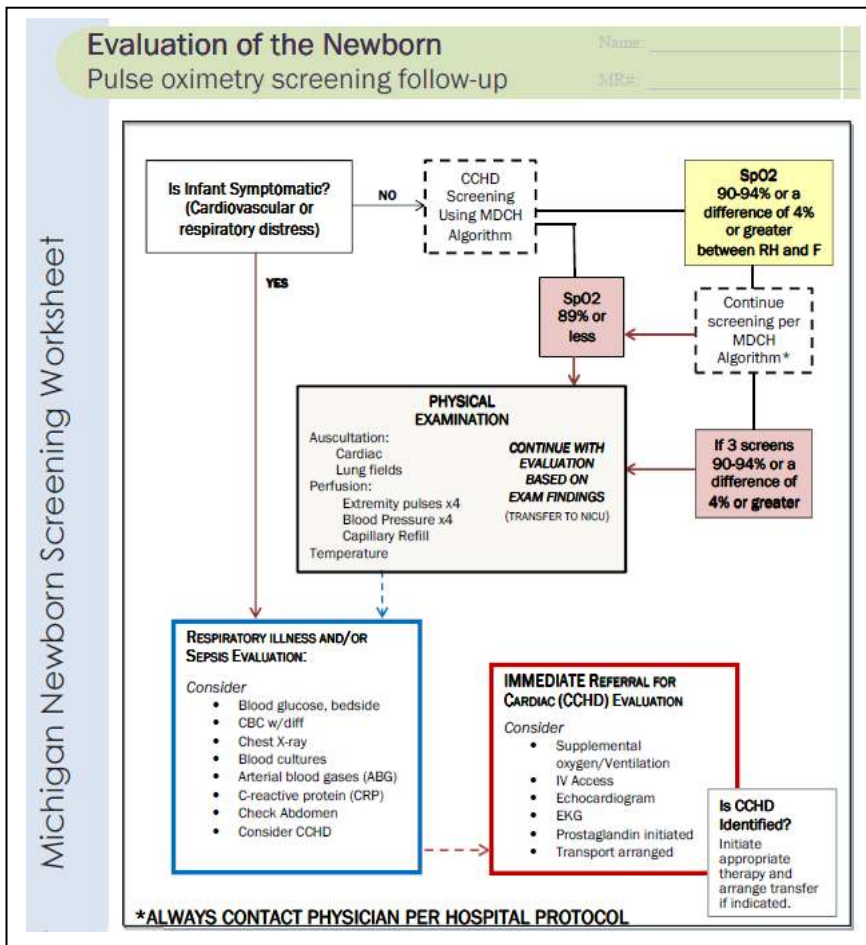 Evaluation of the Newborn
Pulse oximetry screening follow-up
Name:
MR#:
Michigan Newborn Screening Worksheet
Is Infant Symptomatic?
(Cardiovascular or
respiratory distress)
NO
CCHD
Screening
Using MDCH
Algorithm
SpO2
90-94% or a
difference of 4%
or greater
between RH and F
YES
SpO2
89% or
less
Continue
screening per
MDCH
Algorithm*
If 3 screens
90-94% or a
difference of
4% or greater
PHYSICAL
EXAMINATION
Auscultation:
Cardiac
Lung fields
Perfusion:
Extremity pulses x4
Blood Pressure x4
Capillary Refill
Temperature
CONTINUE WITH
EVALUATION
BASED ON
EXAM FINDINGS
(TRANSFER TO NICU)
RESPIRATORY ILLNESS AND/OR
SEPSIS EVALUATION:
Consider
• Blood glucose, bedside
• CBC w/diff
• Chest X-ray
• Blood cultures
• Arterial blood gases (ABG)
• C-reactive protein (CRP)
• Check Abdomen
• Consider CCHD
IMMEDIATE REFERRAL FOR
CARDIAC (CCHD) EVALUATION
Consider
• Supplemental
oxygen/Ventilation
• IV Access
• Echocardiogram
• EKG
• Prostaglandin initiated
• Transport arranged
Is CCHD
Identified?
Initiate
appropriate
therapy and
arrange transfer
if indicated.
*ALWAYS CONTACT PHYSICIAN PER HOSPITAL PROTOCOL